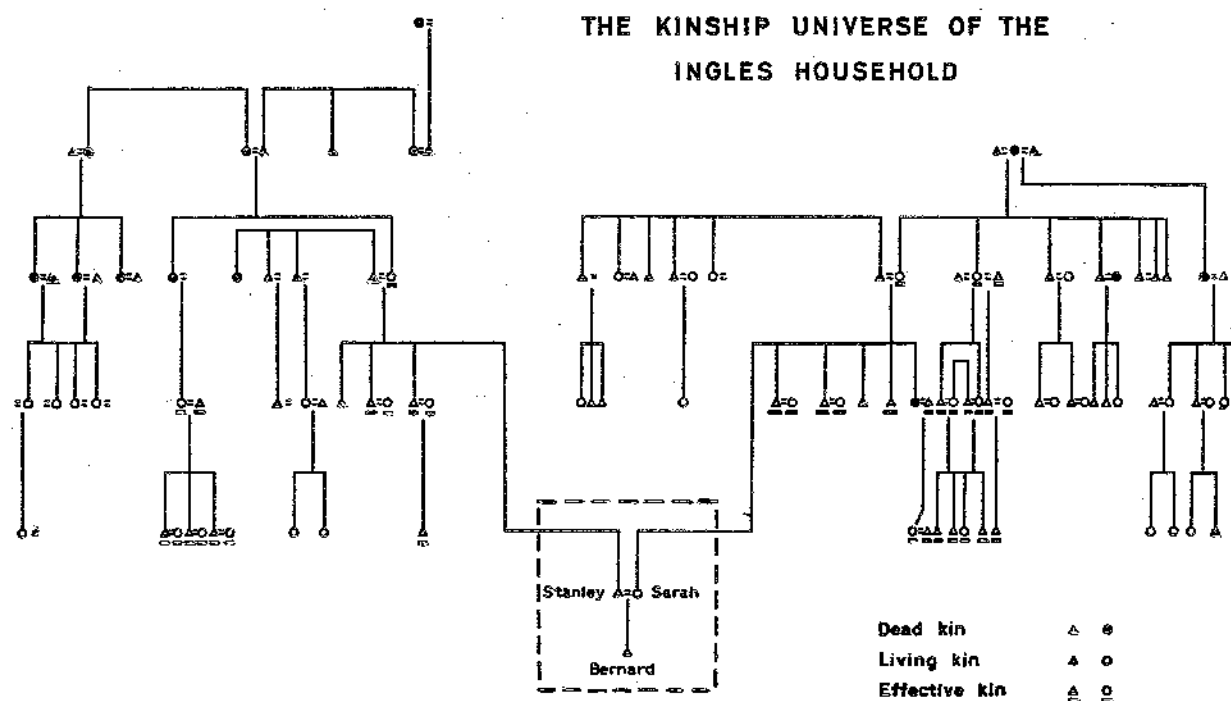 THE KINSHIP UNIVERSE OF THE
INGLES HOUSEHOLD
Stanley Sarah
Bernard
Dead kin
Living kin
Effective kin